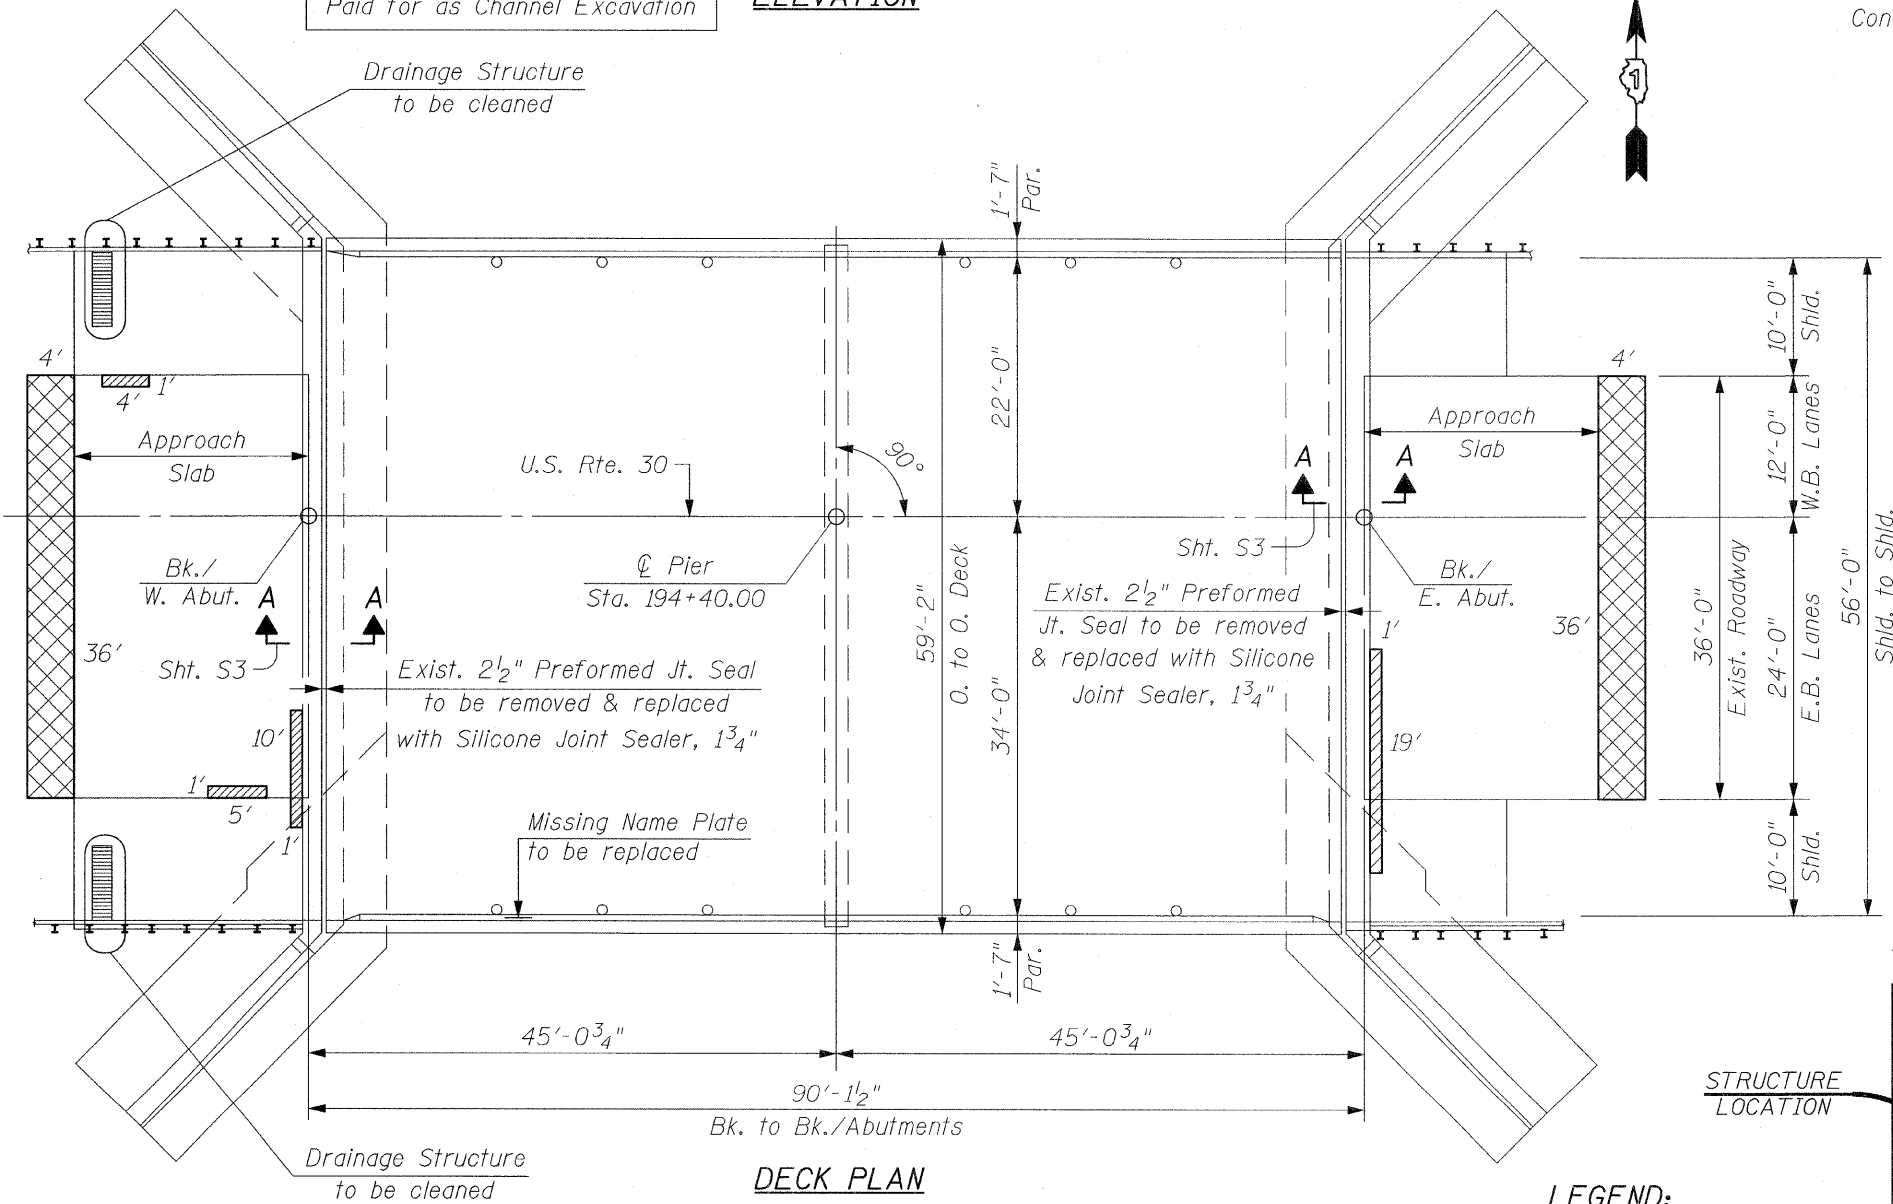 Paid for as Channel Excavation
ELEVATION
Con
Drainage Structure
to be cleaned
1
1'-7"
Par.
10'-0"
Shld.
4'
1'
4'
22'-0"
4'
12'-0"
W.B. Lanes
Approach
Slab
U.S. Rte. 30
90°
A
A
Approach
Slab
Bk./
W. Abut.
℄ Pier
Sta. 194+40.00
Sht. S3
Bk./
E. Abut.
59'-2"
O. to O. Deck
A
A
Sht. S3
36'
Exist. 2½" Preformed
Jt. Seal to be removed
& replaced with Silicone
Joint Sealer, 1¾"
1'
36'
36'-0"
Exist. Roadway
24'-0"
E.B. Lanes
56'-0"
Shld. to Shld.
Exist. 2½" Preformed Jt. Seal
to be removed & replaced
with Silicone Joint Sealer, 1¾"
34'-0"
10'
19'
1'
5'
1'
Missing Name Plate
to be replaced
10'-0"
Shld.
1'-7"
Par.
45'-0¾"
45'-0¾"
90'-1½"
Bk. to Bk./Abutments
STRUCTURE
LOCATION
Drainage Structure
to be cleaned
DECK PLAN
LEGEND: